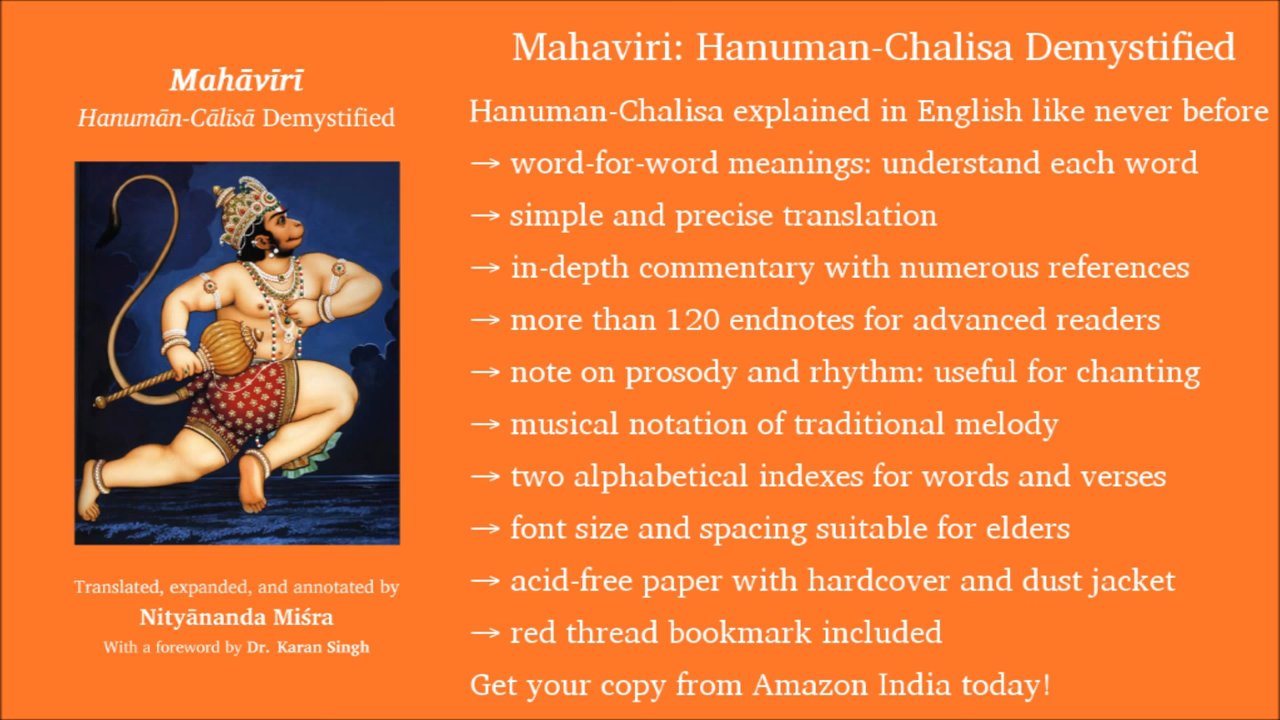 Mahāvīrī
Hanumān-Cālīsā Demystified
Translated, expanded, and annotated by
Nityānanda Miśra
With a foreword by Dr. Karan Singh
Mahaviri: Hanuman-Chalisa Demystified
Hanuman-Chalisa explained in English like never before
→ word-for-word meanings: understand each word
→ simple and precise translation
→ in-depth commentary with numerous references
→ more than 120 endnotes for advanced readers
→ note on prosody and rhythm: useful for chanting
→ musical notation of traditional melody
→ two alphabetical indexes for words and verses
→ font size and spacing suitable for elders
→ acid-free paper with hardcover and dust jacket
→ red thread bookmark included
Get your copy from Amazon India today!